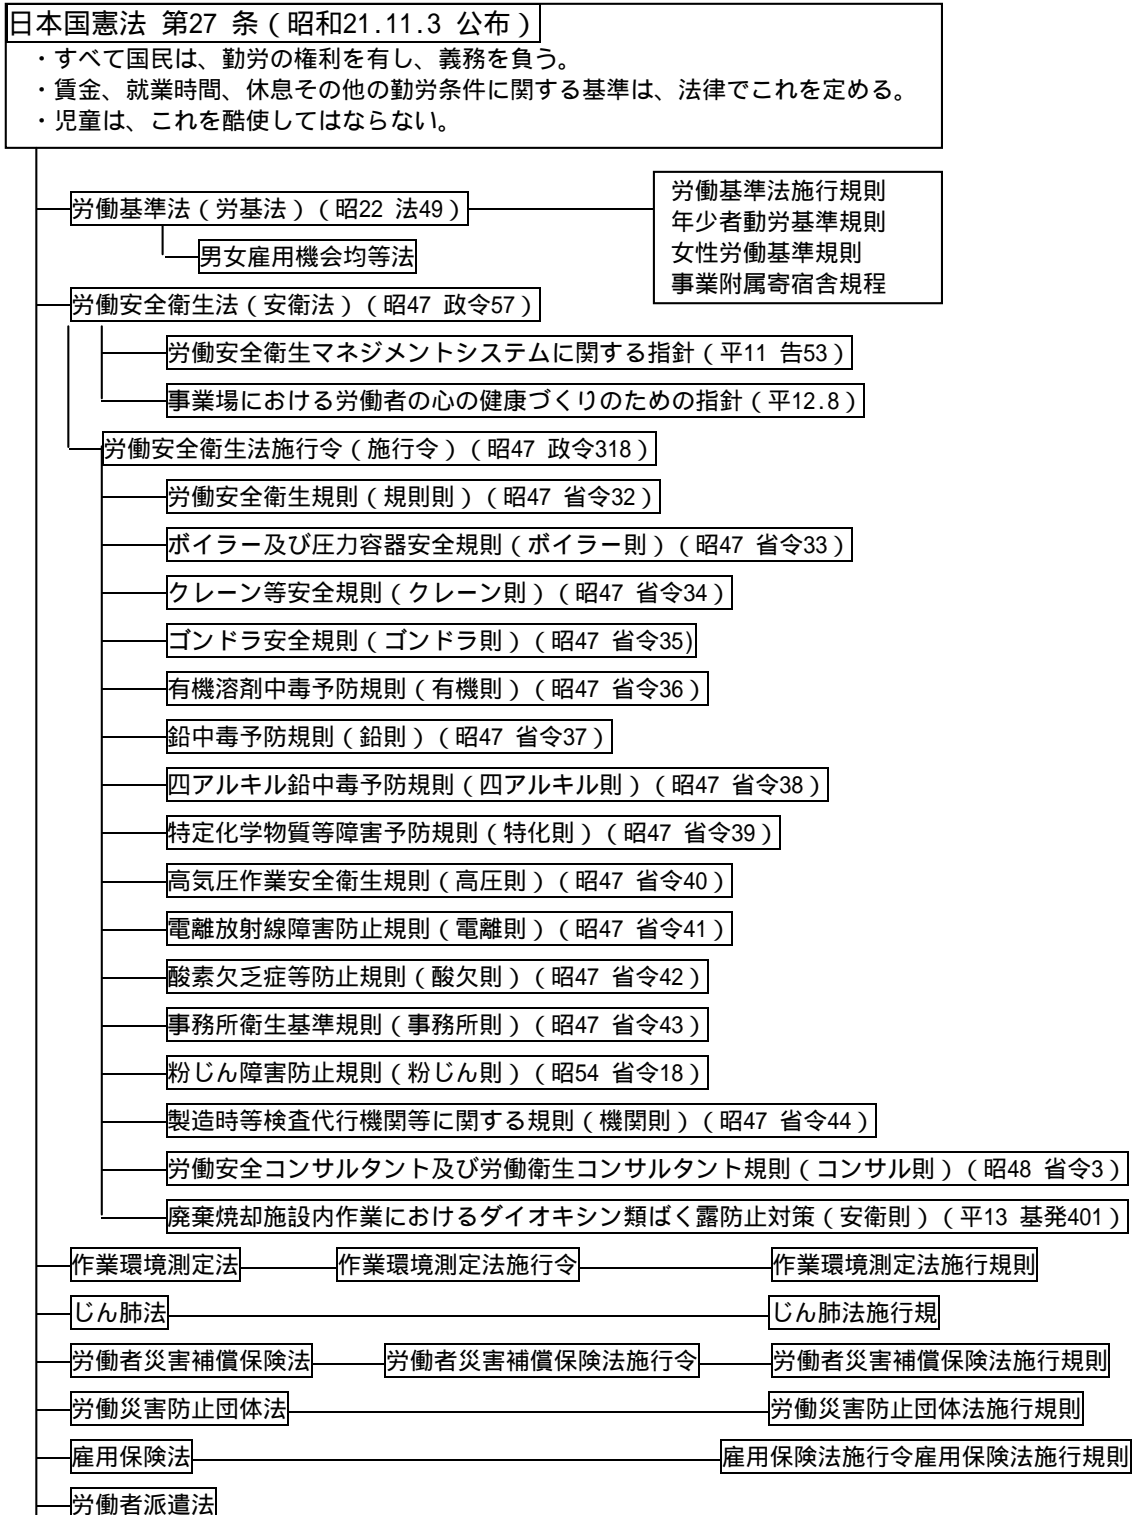 日本国憲法 第27 条（昭和21.11.3 公布）
・すべて国民は、勤労の権利を有し、義務を負う。
・賃金、就業時間、休息その他の勤労条件に関する基準は、法律でこれを定める。
・児童は、これを酷使してはならない。
労働基準法（労基法）（昭22 法49）
労働基準法施行規則
年少者動労基準規則
女性労働基準規則
事業附属寄宿舎規程
男女雇用機会均等法
労働安全衛生法（安衛法）（昭47 政令57）
労働安全衛生マネジメントシステムに関する指針（平11 告53）
事業場における労働者の心の健康づくりのための指針（平12.8）
労働安全衛生法施行令（施行令）（昭47 政令318）
労働安全衛生規則（規則則）（昭47 省令32）
ボイラー及び圧力容器安全規則（ボイラー則）（昭47 省令33）
クレーン等安全規則（クレーン則）（昭47 省令34）
ゴンドラ安全規則（ゴンドラ則）（昭47 省令35)
有機溶剤中毒予防規則（有機則）（昭47 省令36）
鉛中毒予防規則（鉛則）（昭47 省令37）
四アルキル鉛中毒予防規則（四アルキル則）（昭47 省令38）
特定化学物質等障害予防規則（特化則）（昭47 省令39）
高気圧作業安全衛生規則（高圧則）（昭47 省令40）
電離放射線障害防止規則（電離則）（昭47 省令41）
酸素欠乏症等防止規則（酸欠則）（昭47 省令42）
事務所衛生基準規則（事務所則）（昭47 省令43）
粉じん障害防止規則（粉じん則）（昭54 省令18）
製造時等検査代行機関等に関する規則（機関則）（昭47 省令44）
労働安全コンサルタント及び労働衛生コンサルタント規則（コンサル則）（昭48 省令3）
廃棄焼却施設内作業におけるダイオキシン類ばく露防止対策（安衛則）（平13 基発401）
作業環境測定法 作業環境測定法施行令 作業環境測定法施行規則
じん肺法 じん肺法施行規
労働者災害補償保険法 労働者災害補償保険法施行令 労働者災害補償保険法施行規則
労働災害防止団体法 労働災害防止団体法施行規則
雇用保険法 雇用保険法施行令雇用保険法施行規則
労働者派遣法